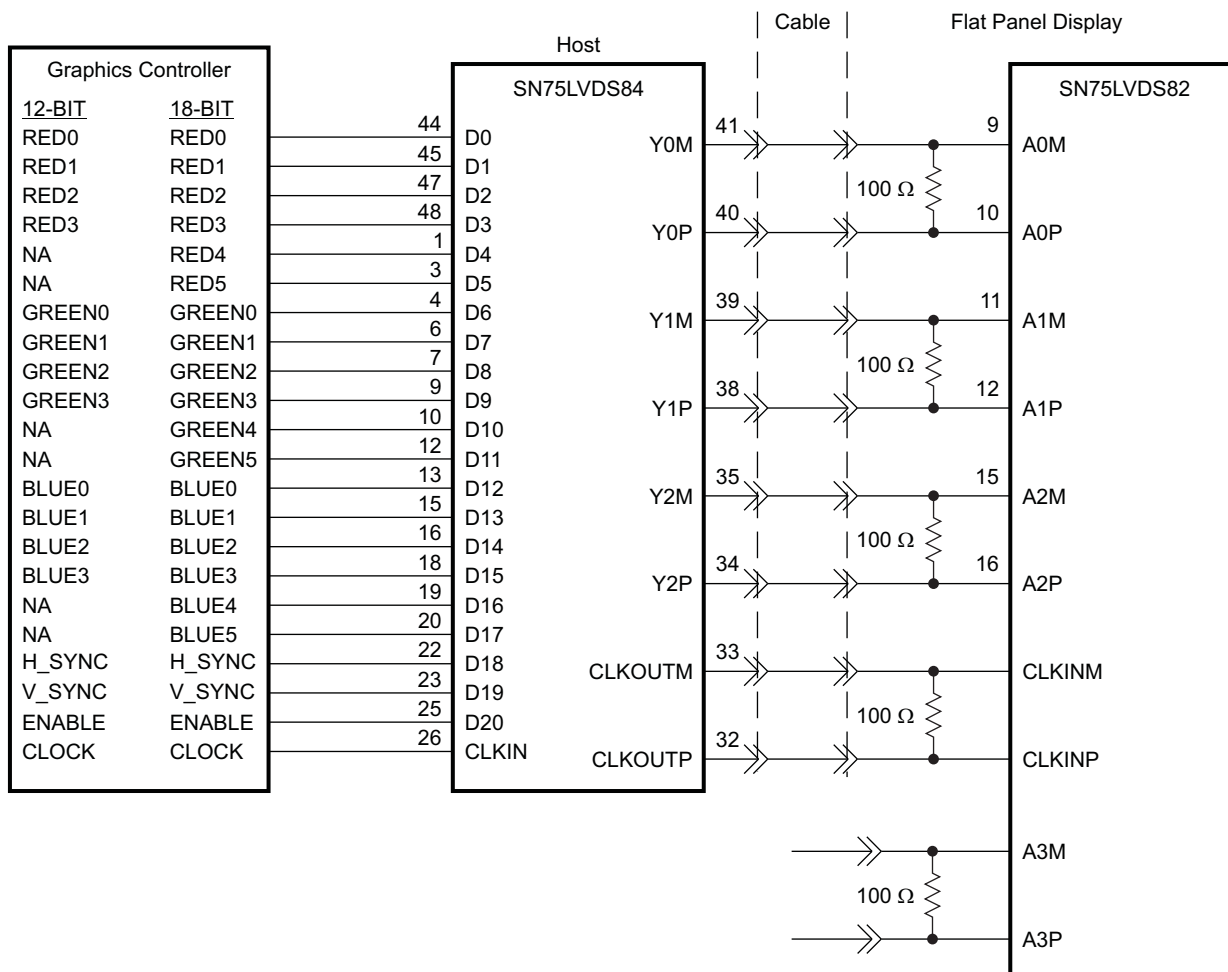 Cable
Flat Panel Display
Host
Graphics Controller
SN75LVDS84
SN75LVDS82
12-BIT 18-BIT
RED0 RED0 44 D0
RED1 RED1 45 D1
RED2 RED2 47 D2
RED3 RED3 48 D3
NA RED4 1 D4
NA RED5 3 D5
GREEN0 GREEN0 4 D6
GREEN1 GREEN1 6 D7
GREEN2 GREEN2 7 D8
GREEN3 GREEN3 9 D9
NA GREEN4 10 D10
NA GREEN5 12 D11
BLUE0 BLUE0 13 D12
BLUE1 BLUE1 15 D13
BLUE2 BLUE2 16 D14
BLUE3 BLUE3 18 D15
NA BLUE4 19 D16
NA BLUE5 20 D17
H_SYNC H_SYNC 22 D18
V_SYNC V_SYNC 23 D19
ENABLE ENABLE 25 D20
CLOCK CLOCK 26 CLKIN
Y0M 41 9 A0M
100 Ω
Y0P 40 10 A0P
Y1M 39 11 A1M
100 Ω
Y1P 38 12 A1P
Y2M 35 15 A2M
100 Ω
Y2P 34 16 A2P
CLKOUTM 33 CLKINM
100 Ω
CLKOUTP 32 CLKINP
A3M
100 Ω
A3P